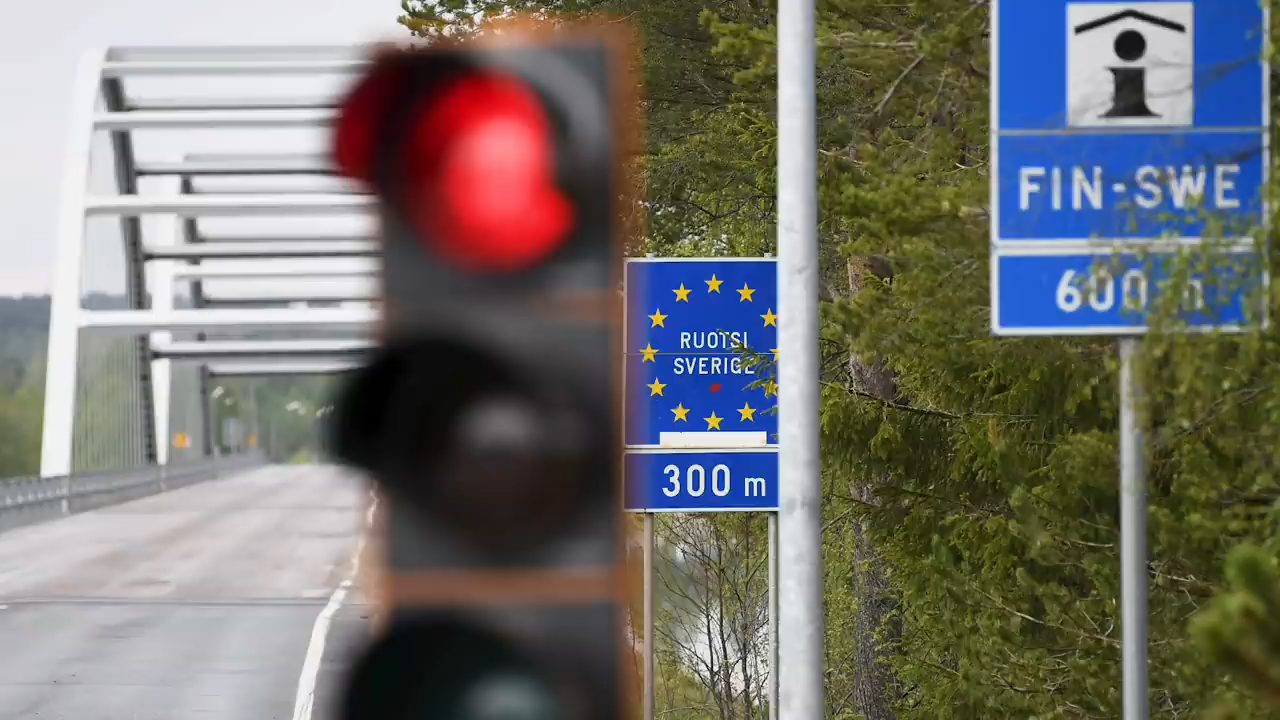 FIN-SWE
600 m
RUOTSI
SVERIGE
300 m